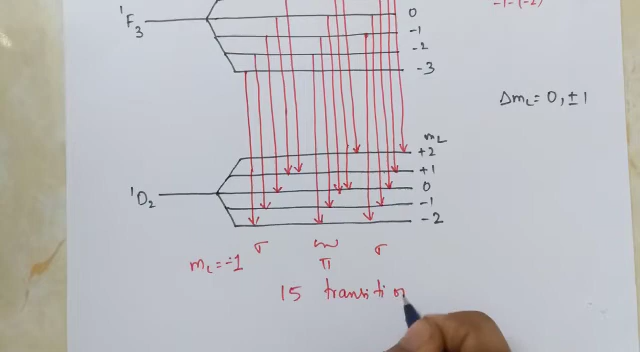 -1-(-2)
¹F₃
0
-1
-2
-3
Δm_L = 0, ±1
m_L
+2
+1
¹D₂
0
-1
-2
σ π σ
m_L = -1
15 transition